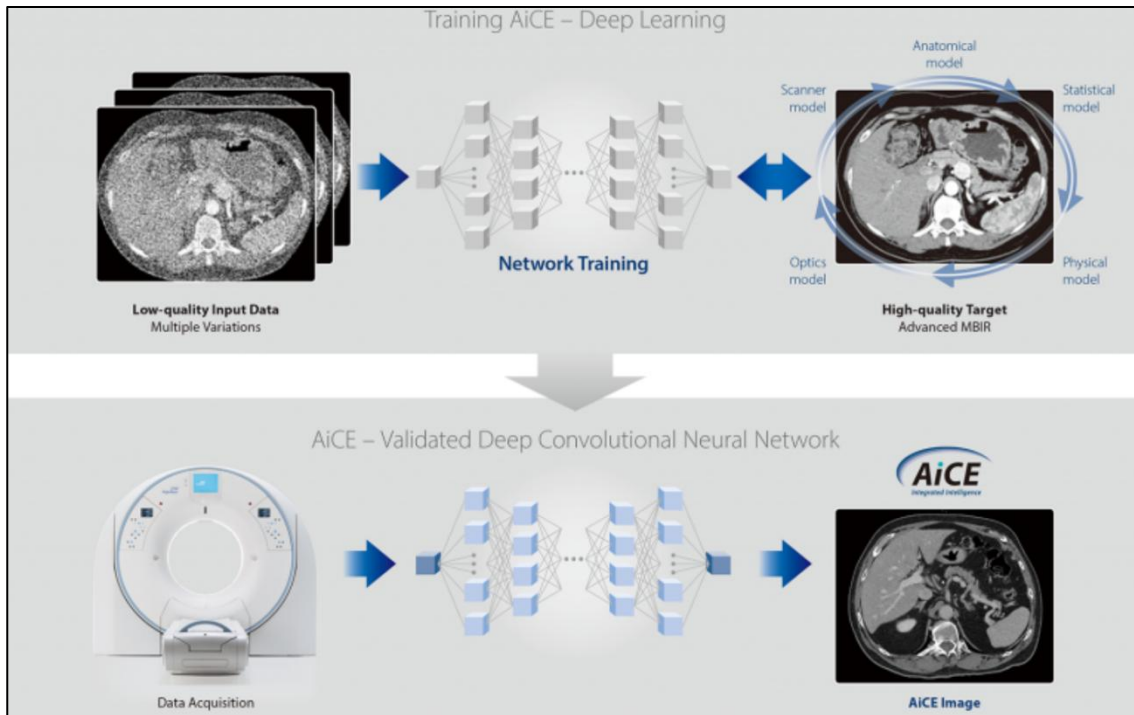 Training AiCE – Deep Learning
Anatomical
model
Scanner
model
Statistical
model
Network Training
Optics
model
Physical
model
Low-quality Input Data
Multiple Variations
High-quality Target
Advanced MBIR
AiCE – Validated Deep Convolutional Neural Network
AiCE
Integrated Intelligence
Data Acquisition
AiCE Image